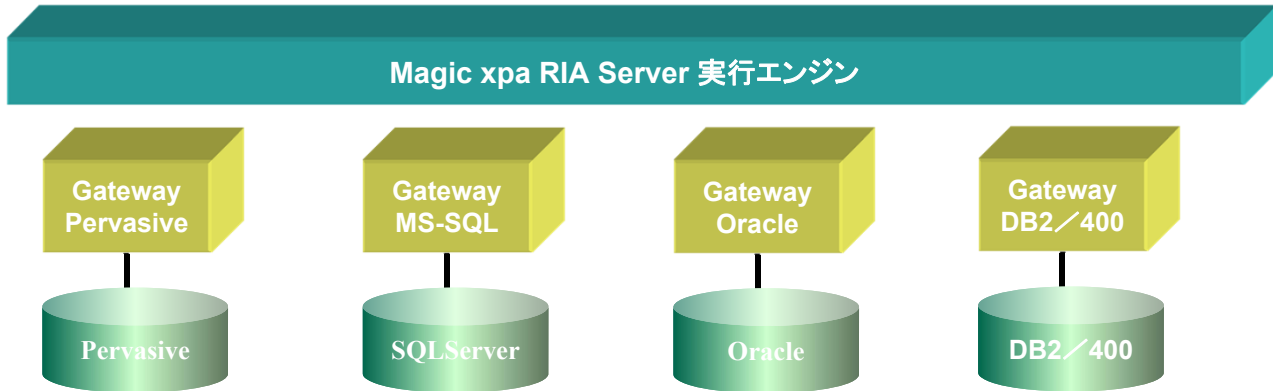 Magic xpa RIA Server 実行エンジン
Gateway
Pervasive
Gateway
MS-SQL
Gateway
Oracle
Gateway
DB2／400
Pervasive
SQLServer
Oracle
DB2／400